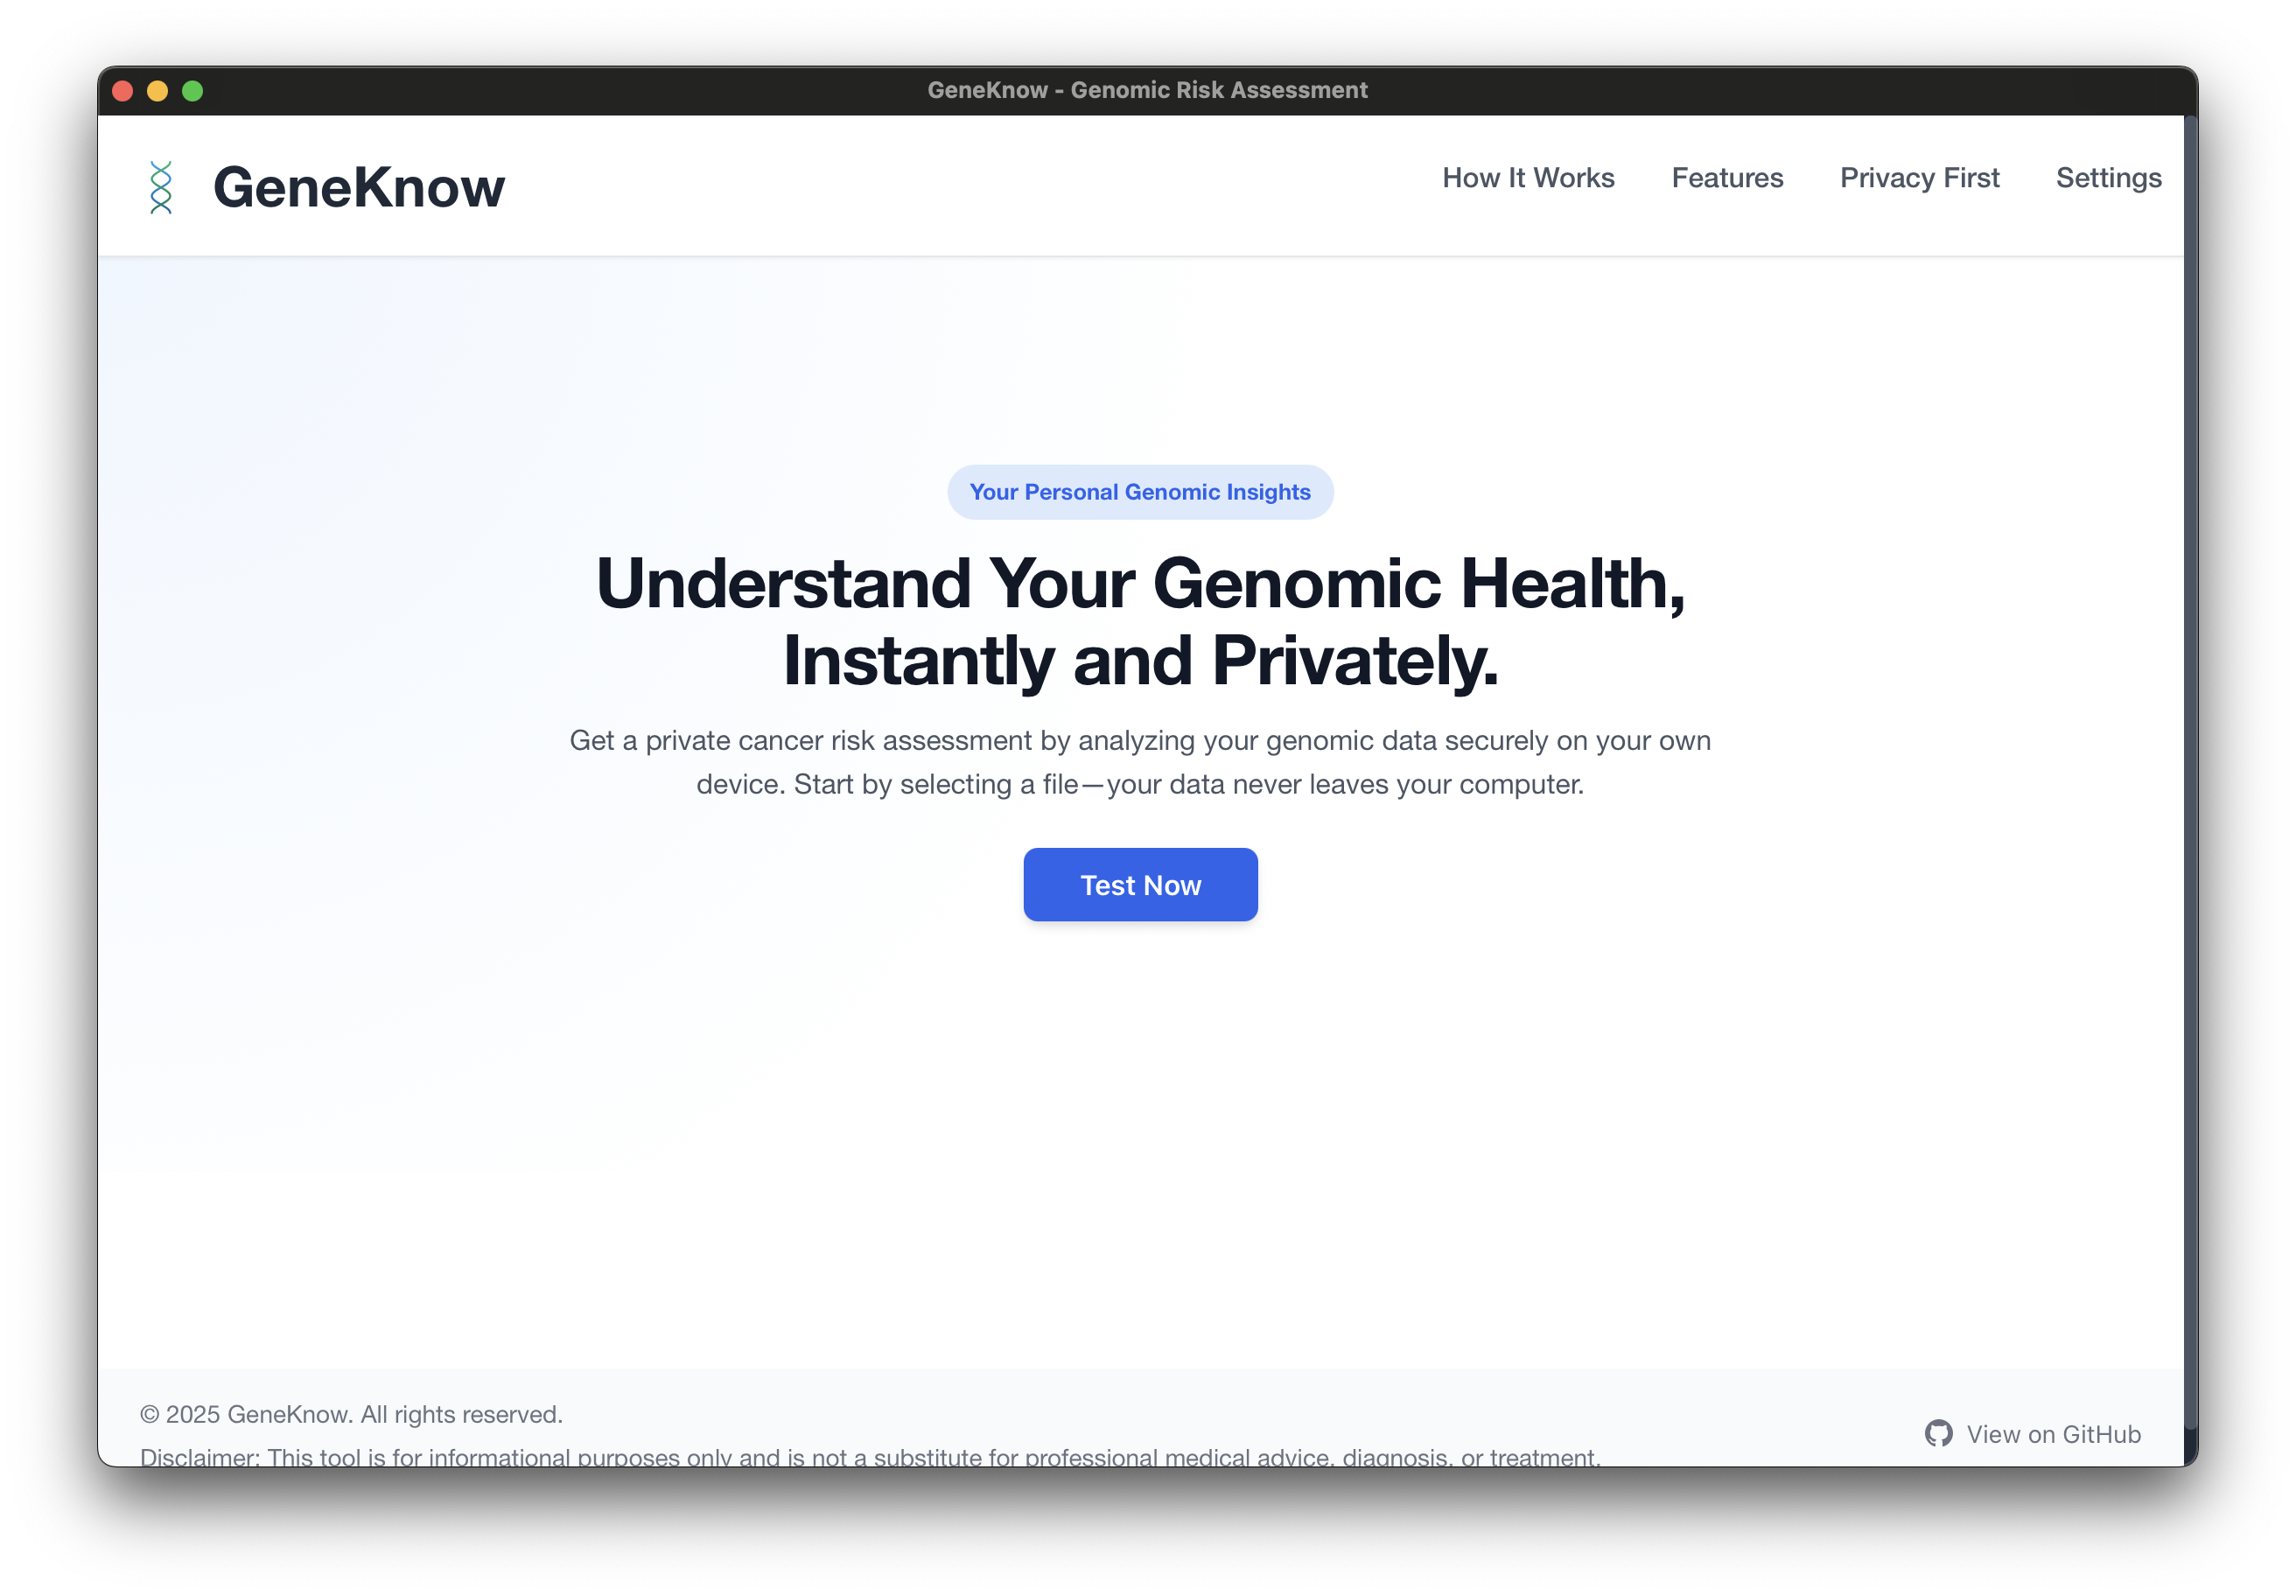 GeneKnow - Genomic Risk Assessment
GeneKnow
How It Works
Features
Privacy First
Settings
Your Personal Genomic Insights
Understand Your Genomic Health,
Instantly and Privately.
Get a private cancer risk assessment by analyzing your genomic data securely on your own
device. Start by selecting a file—your data never leaves your computer.
Test Now
© 2025 GeneKnow. All rights reserved.
Disclaimer: This tool is for informational purposes only and is not a substitute for professional medical advice, diagnosis, or treatment.
View on GitHub